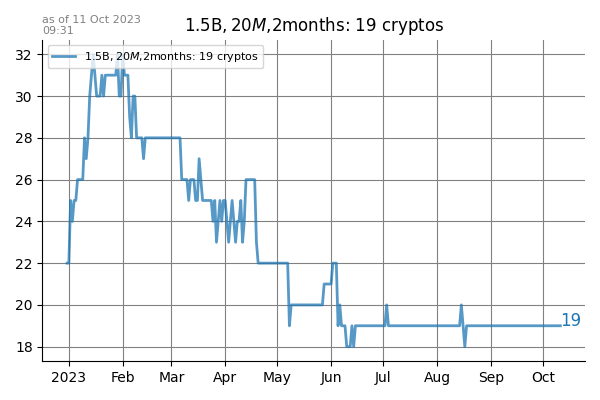 as of 11 Oct 2023
09:31
1.5B, 20M,2months: 19 cryptos
1.5B, 20M,2months: 19 cryptos
32
30
28
26
24
22
20
18
19
2023 Feb Mar Apr May Jun Jul Aug Sep Oct